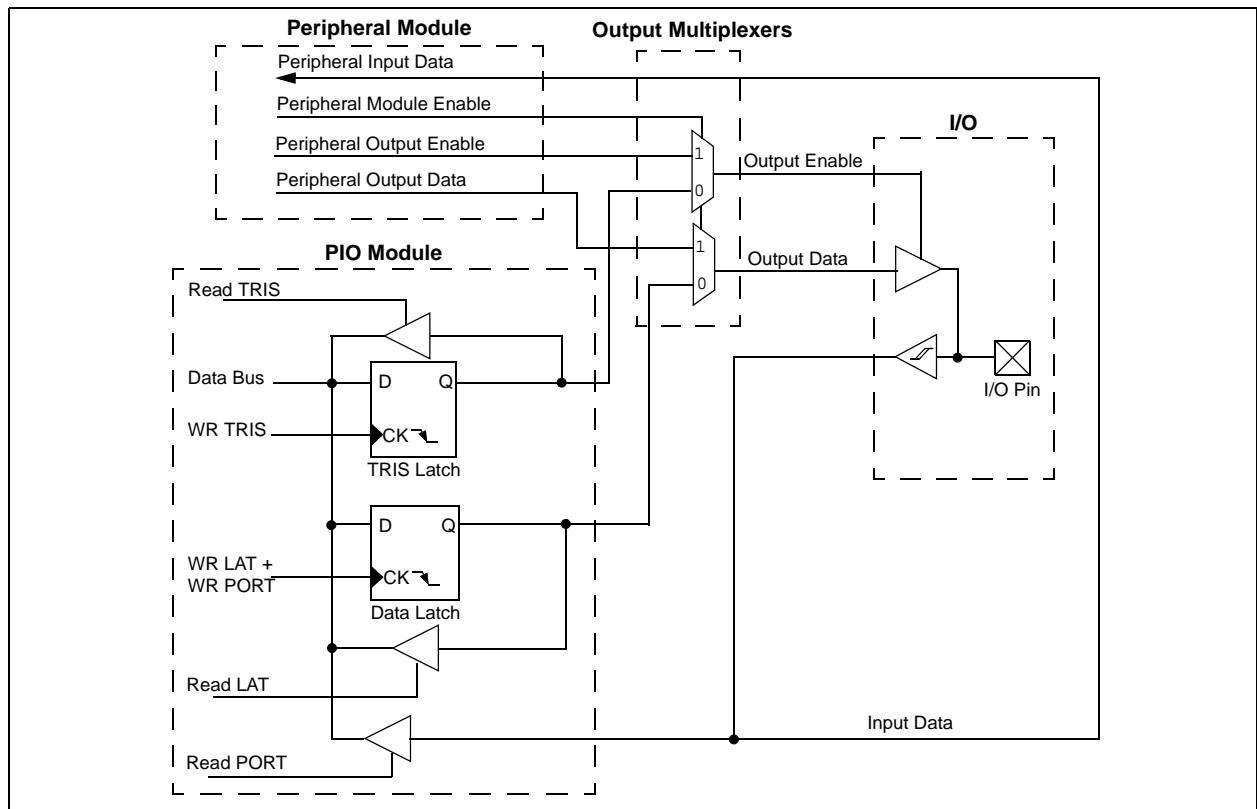 Peripheral Module
Output Multiplexers
Peripheral Input Data
Peripheral Module Enable
Peripheral Output Enable
Peripheral Output Data
1
0
Output Enable
I/O
1
0
Output Data
I/O Pin
PIO Module
Read TRIS
Data Bus
D
Q
WR TRIS
CK
TRIS Latch
D
Q
WR LAT +
WR PORT
CK
Data Latch
Read LAT
Read PORT
Input Data